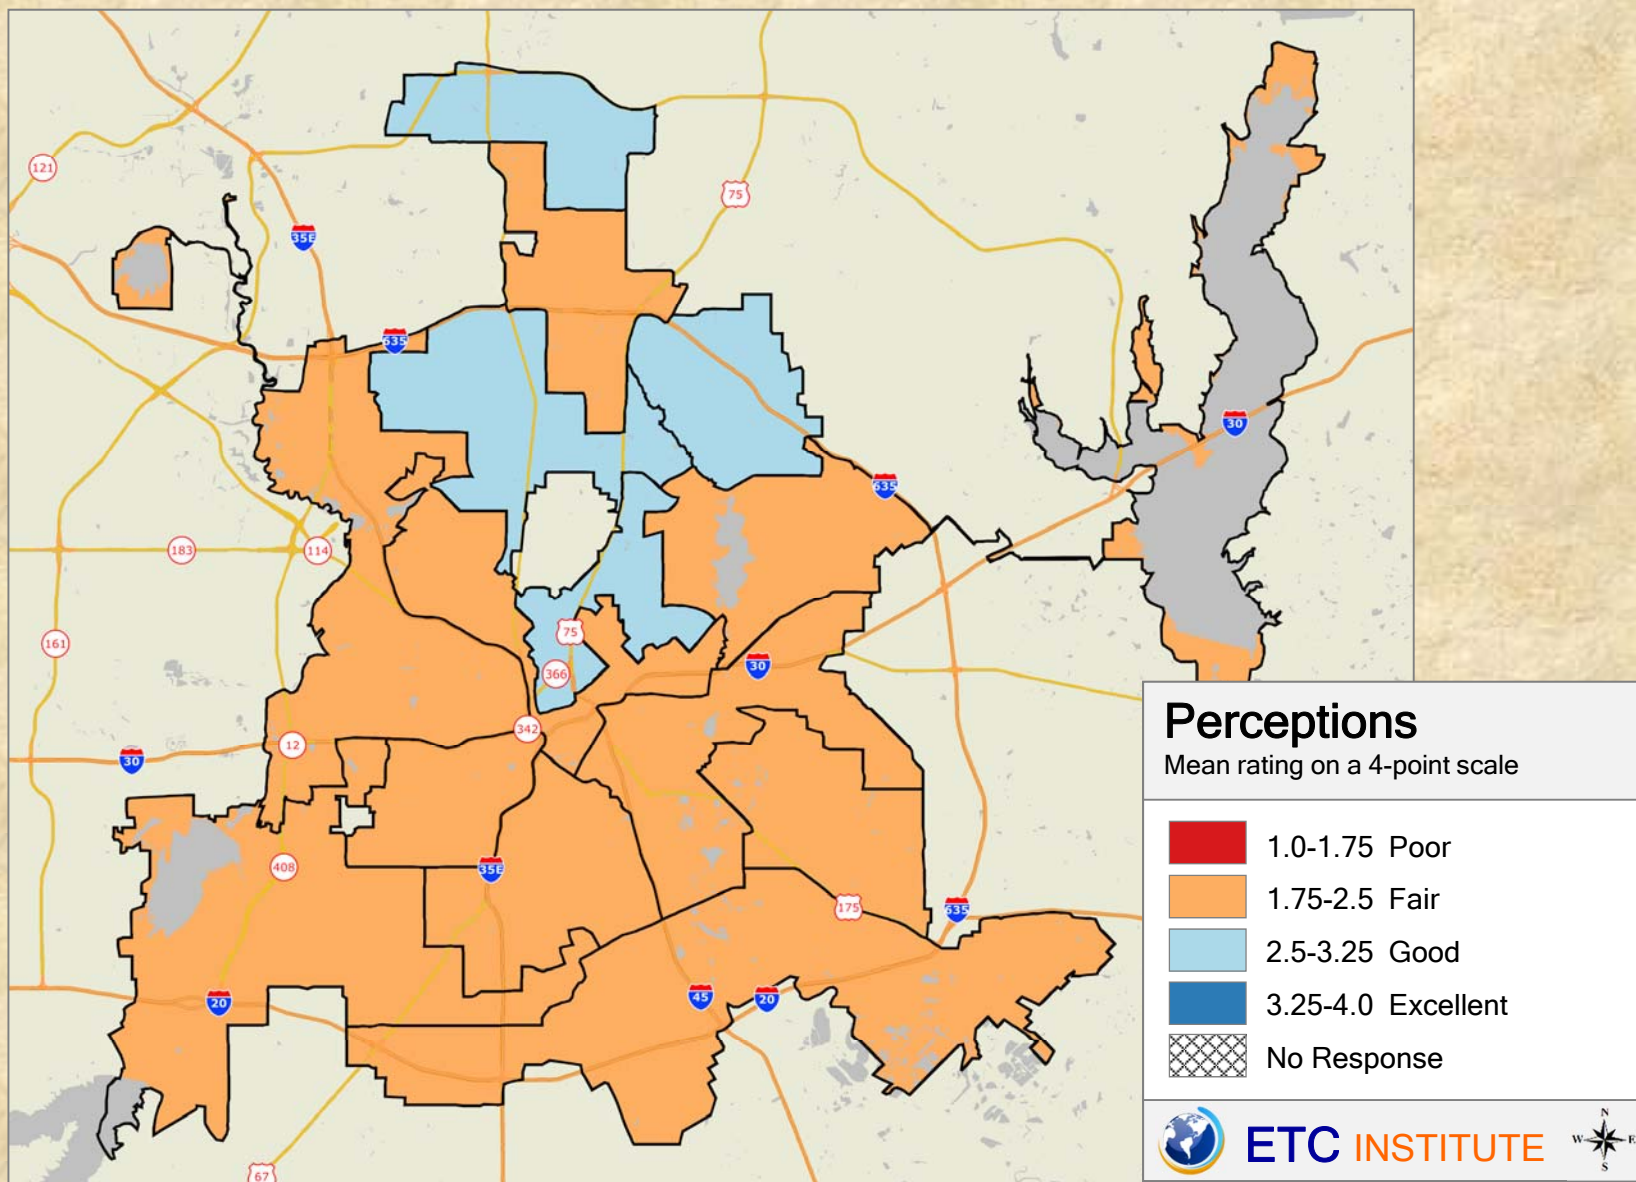 121
75
35E
635
30
635
183
114
161
75
366
30
342
12
30
408
35E
175
635
20
45
20
67
Perceptions
Mean rating on a 4-point scale
1.0-1.75 Poor
1.75-2.5 Fair
2.5-3.25 Good
3.25-4.0 Excellent
No Response
ETC INSTITUTE
N
W E
S